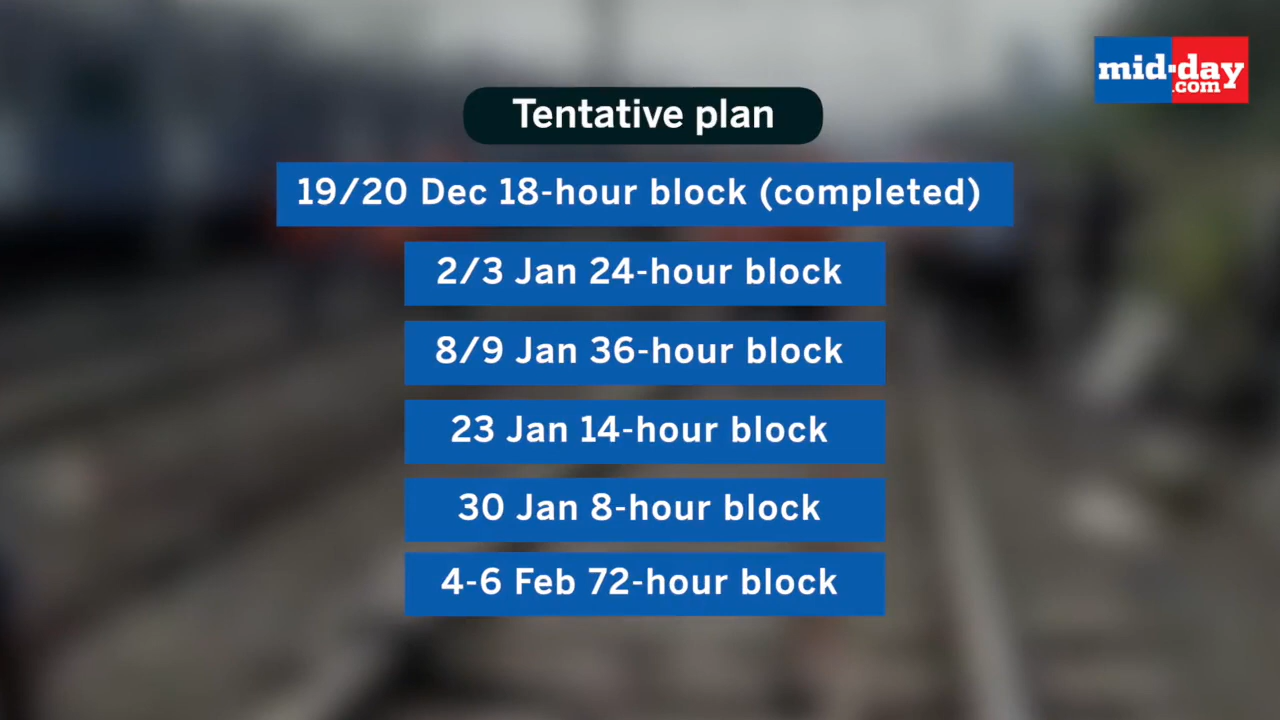 mid-day
.com
Tentative plan
19/20 Dec 18-hour block (completed)
2/3 Jan 24-hour block
8/9 Jan 36-hour block
23 Jan 14-hour block
30 Jan 8-hour block
4-6 Feb 72-hour block